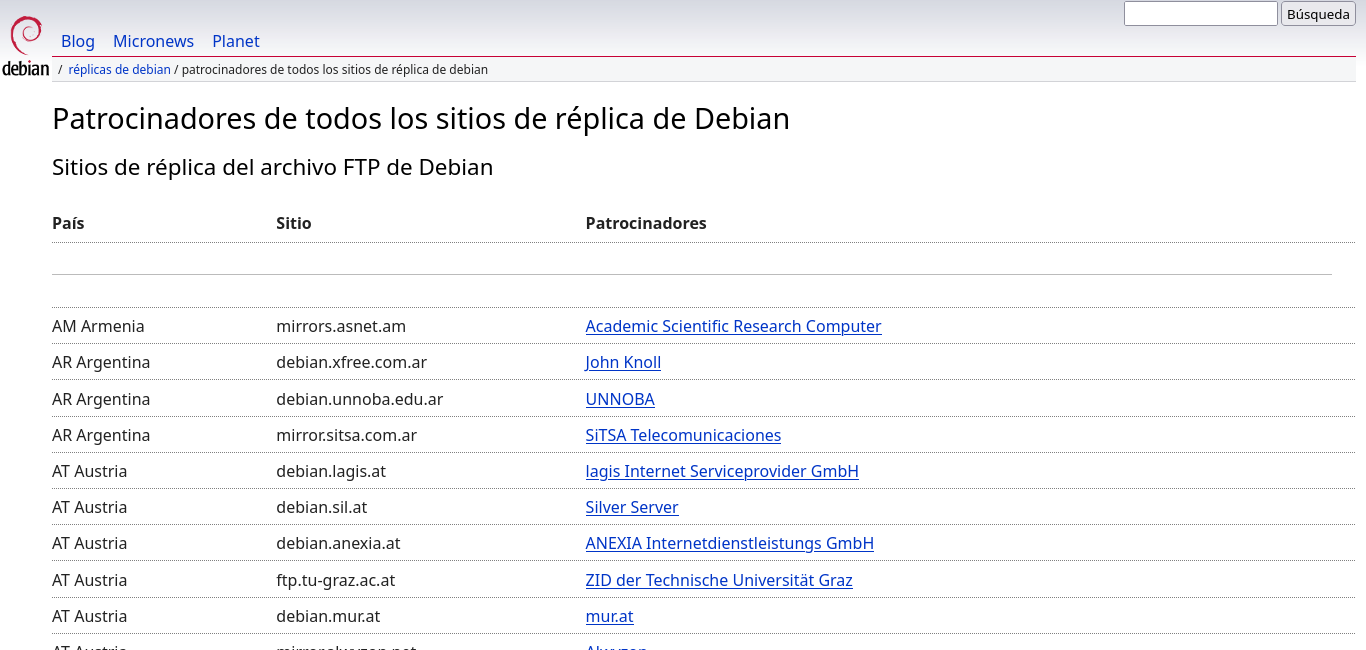 Búsqueda
Blog Micronews Planet
debian
/ réplicas de debian / patrocinadores de todos los sitios de réplica de debian
Patrocinadores de todos los sitios de réplica de Debian
Sitios de réplica del archivo FTP de Debian
País Sitio Patrocinadores
AM Armenia mirrors.asnet.am Academic Scientific Research Computer
AR Argentina debian.xfree.com.ar John Knoll
AR Argentina debian.unnoba.edu.ar UNNOBA
AR Argentina mirror.sitsa.com.ar SiTSA Telecomunicaciones
AT Austria debian.lagis.at lagis Internet Serviceprovider GmbH
AT Austria debian.sil.at Silver Server
AT Austria debian.anexia.at ANEXIA Internetdienstleistungs GmbH
AT Austria ftp.tu-graz.ac.at ZID der Technische Universität Graz
AT Austria debian.mur.at mur.at
AT Austria